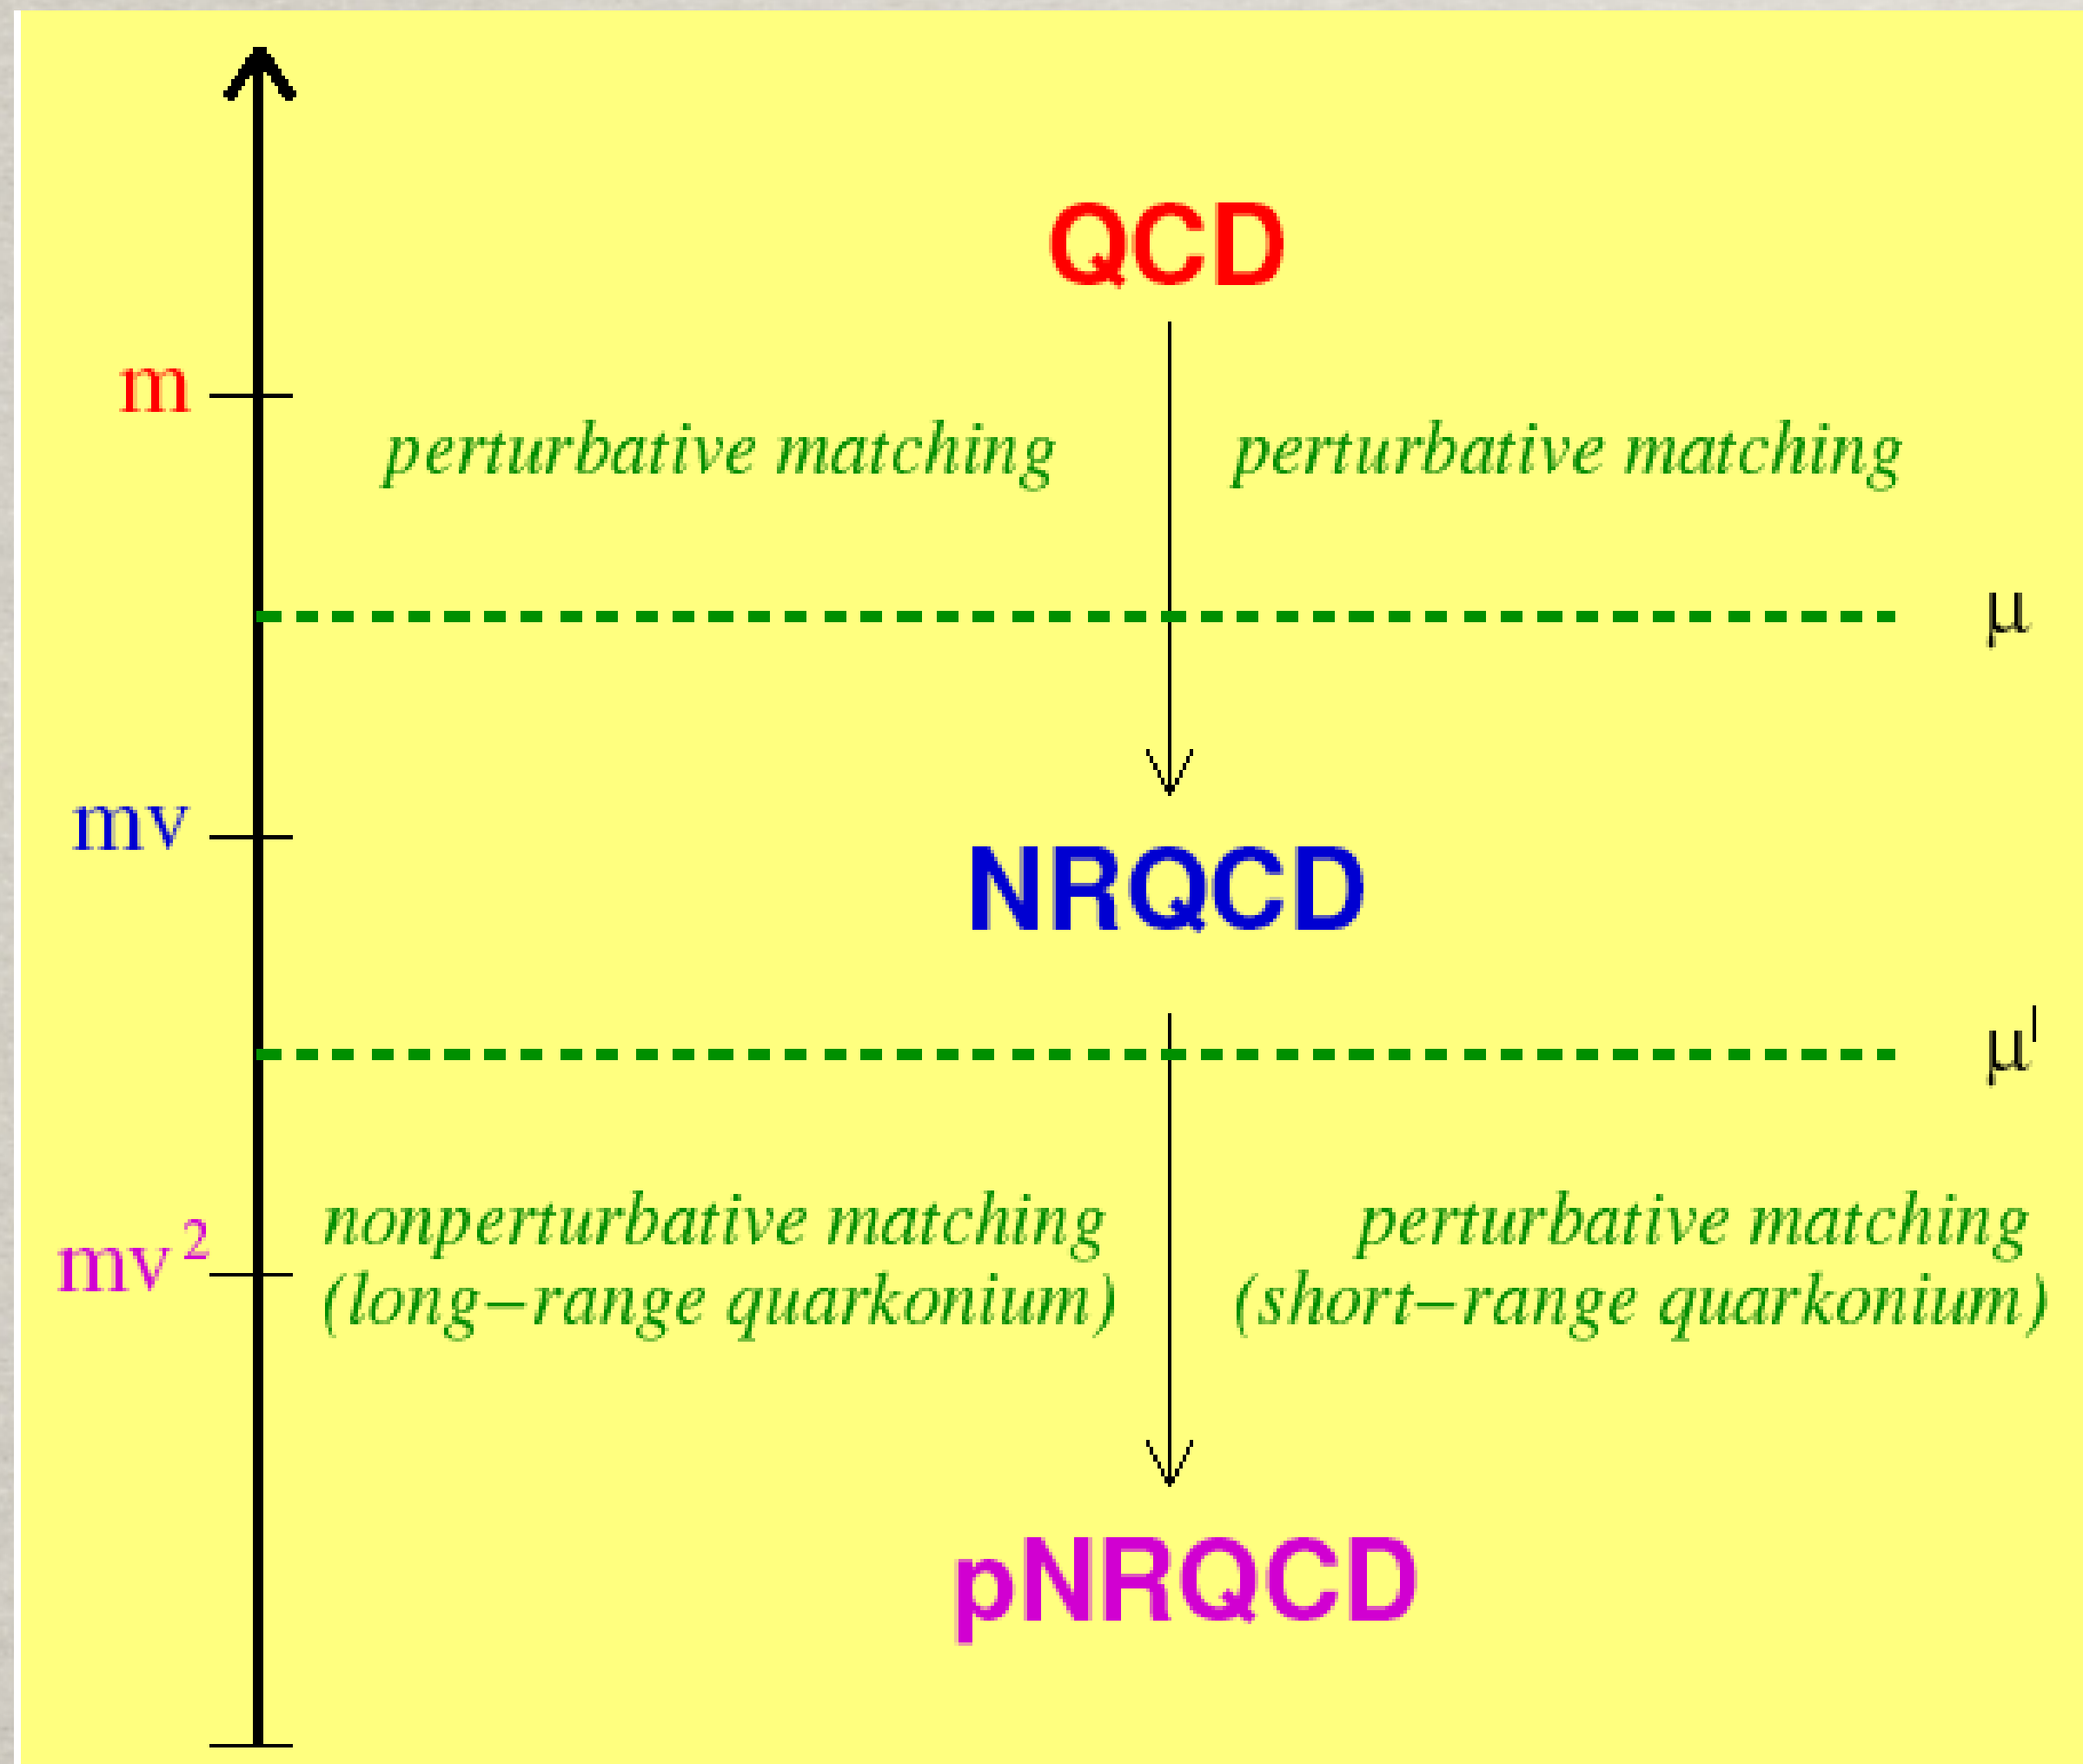 QCD
m
perturbative matching perturbative matching
μ
mv
NRQCD
μ'
nonperturbative matching perturbative matching
mv²
(long–range quarkonium) (short–range quarkonium)
pNRQCD